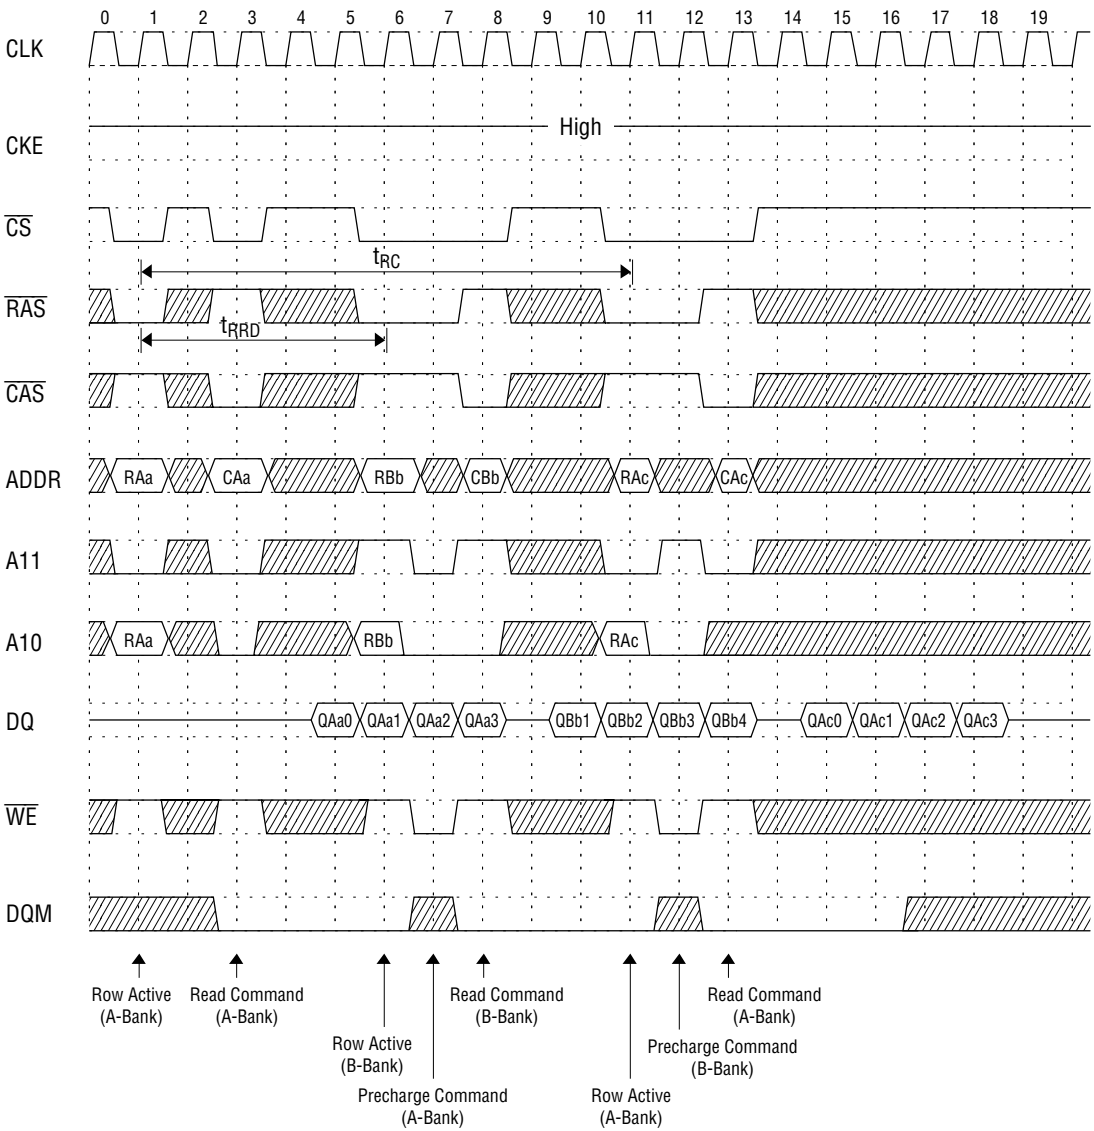 0 1 2 3 4 5 6 7 8 9 10 11 12 13 14 15 16 17 18 19
CLK
High
CKE
CS
tRC
RAS
tRRD
CAS
ADDR RAa CAa RBb CBb RAc CAc
A11
A10 RAa RBb RAc
DQ QAa0 QAa1 QAa2 QAa3 QBb1 QBb2 QBb3 QBb4 QAc0 QAc1 QAc2 QAc3
WE
DQM
Row Active
(A-Bank)
Read Command
(A-Bank)
Row Active
(B-Bank)
Precharge Command
(A-Bank)
Read Command
(B-Bank)
Row Active
(A-Bank)
Precharge Command
(B-Bank)
Read Command
(A-Bank)